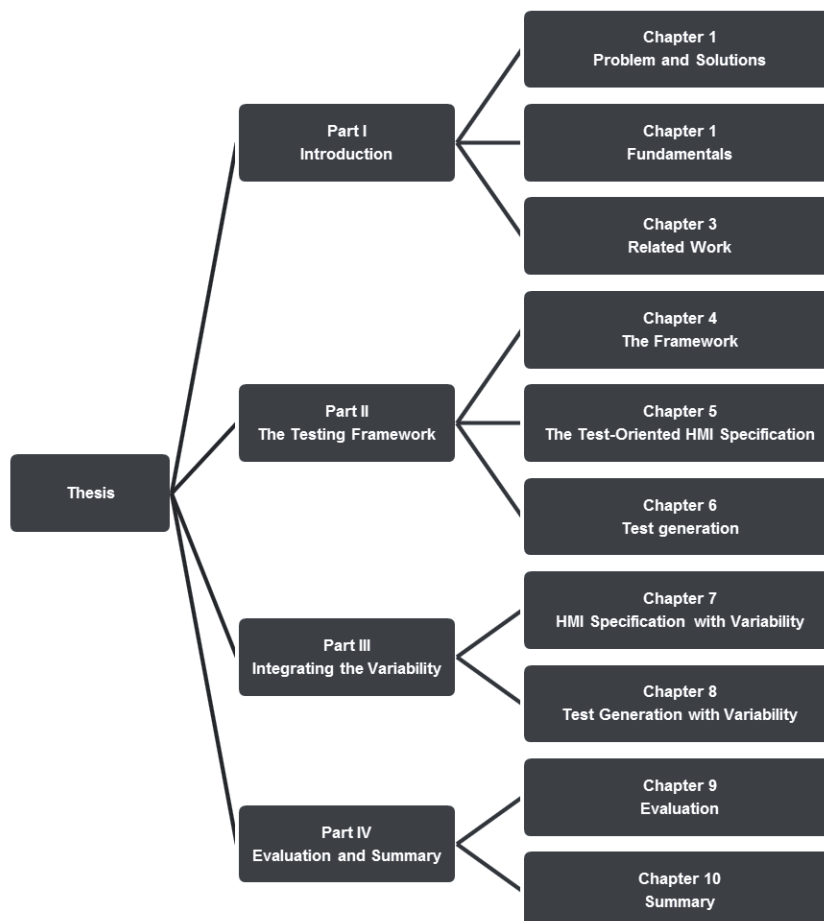 Thesis
Part I
Introduction
Chapter 1
Problem and Solutions
Chapter 1
Fundamentals
Chapter 3
Related Work
Part II
The Testing Framework
Chapter 4
The Framework
Chapter 5
The Test-Oriented HMI Specification
Chapter 6
Test generation
Part III
Integrating the Variability
Chapter 7
HMI Specification with Variability
Chapter 8
Test Generation with Variability
Part IV
Evaluation and Summary
Chapter 9
Evaluation
Chapter 10
Summary